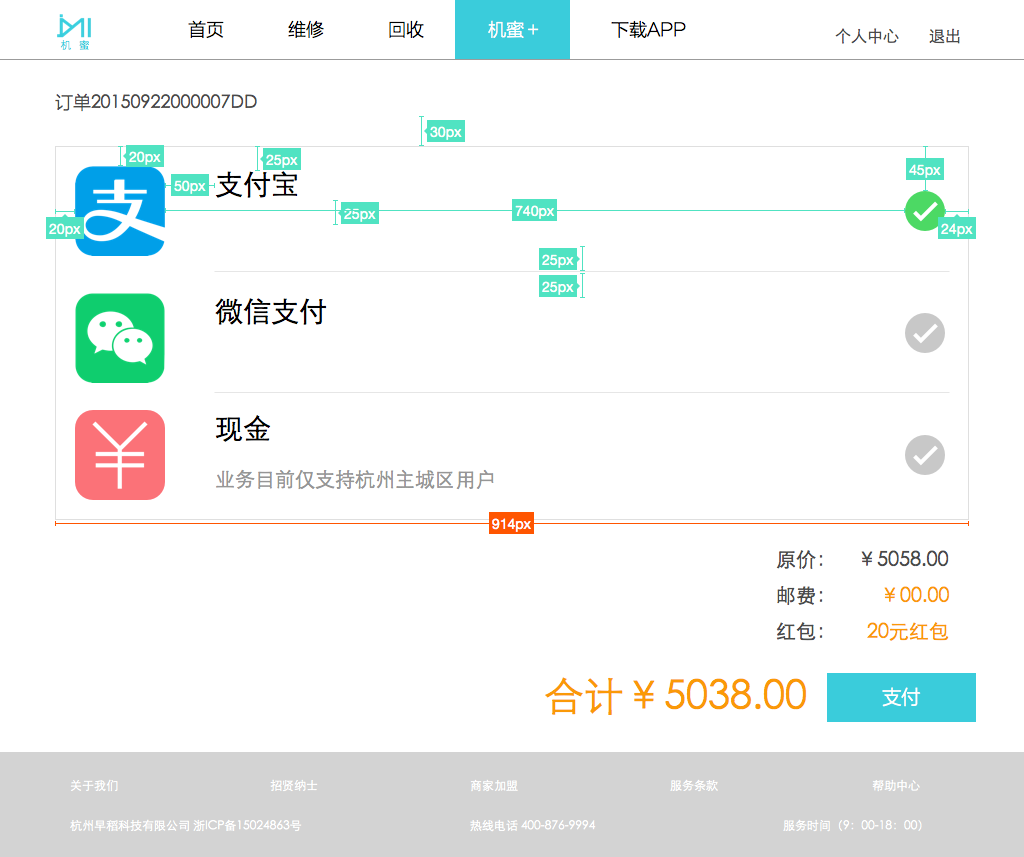 首页 维修 回收 机蜜+ 下载APP 个人中心 退出
机 蜜
订单20150922000007DD
30px
20px 25px
支付宝
45px
50px
25px 740px
20px 24px
支
25px
25px
微信支付
现金
¥
业务目前仅支持杭州主城区用户
914px
原价: ¥5058.00
邮费: ¥00.00
红包: 20元红包
合计¥5038.00 支付
关于我们 招贤纳士 商家加盟 服务条款 帮助中心
杭州早稻科技有限公司 浙ICP备15024863号 热线电话 400-876-9994 服务时间（9：00-18：00）